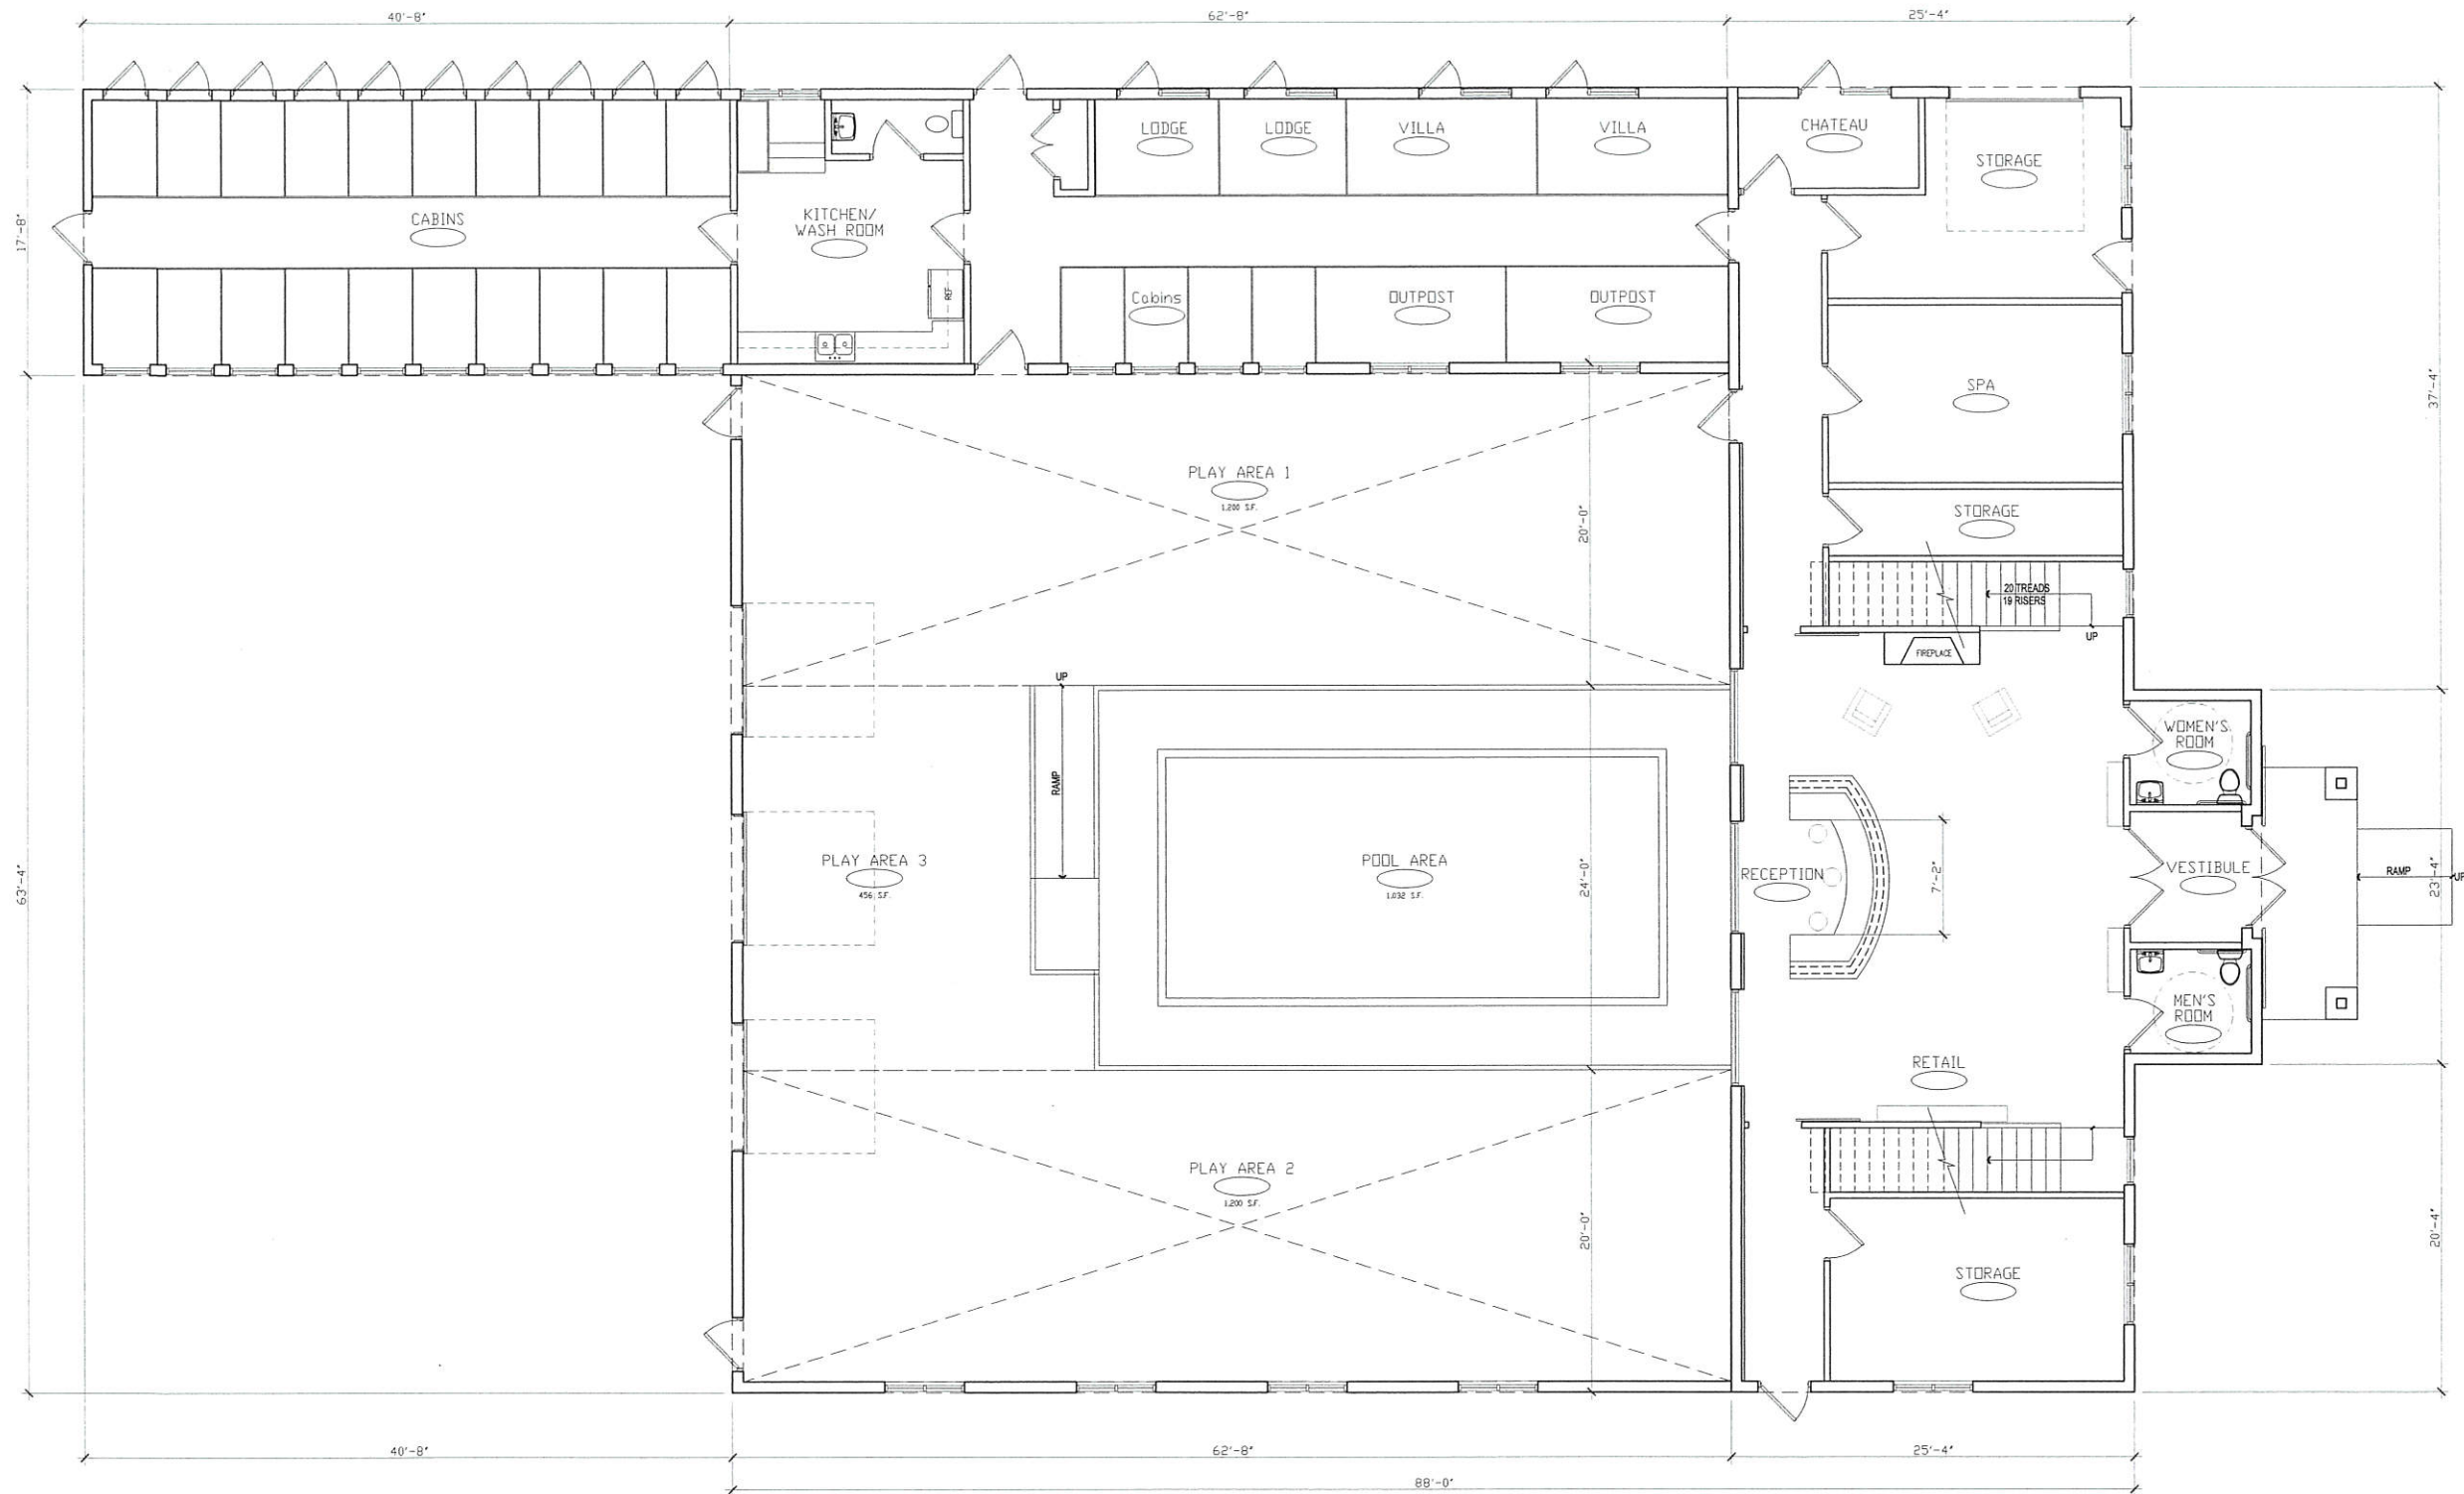 40'-8"
62'-8"
25'-4"
LODGE
LODGE
VILLA
VILLA
CHATEAU
STORAGE
CABINS
KITCHEN/
WASH ROOM
17'-8"
REF
Cabins
OUTPOST
OUTPOST
37'-4"
SPA
PLAY AREA 1
1,200 S.F.
20'-0"
STORAGE
20 TREADS
19 RISERS
UP
FIREPLACE
UP
RAMP
WOMEN'S
ROOM
63'-4"
PLAY AREA 3
456 S.F.
POOL AREA
1,032 S.F.
24'-0"
RECEPTION
7'-2"
VESTIBULE
RAMP
UP
23'-4"
MEN'S
ROOM
RETAIL
PLAY AREA 2
1,200 S.F.
20'-0"
20'-4"
STORAGE
40'-8"
62'-8"
25'-4"
88'-0"